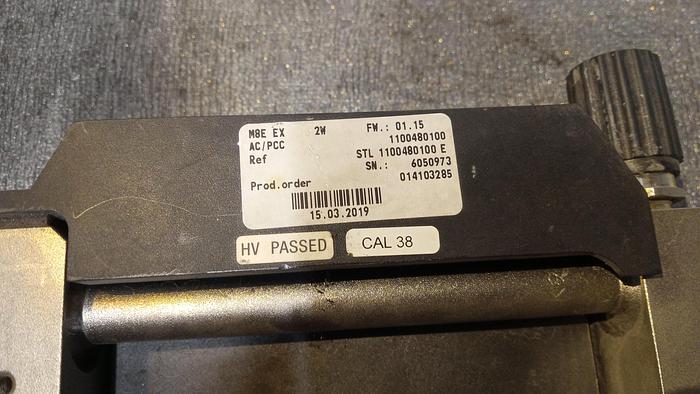 M8E EX 2W FW.: 01.15
AC/PCC 1100480100
Ref STL 1100480100 E
SN.: 6050973
Prod.order 014103285
15.03.2019
HV PASSED
CAL 38